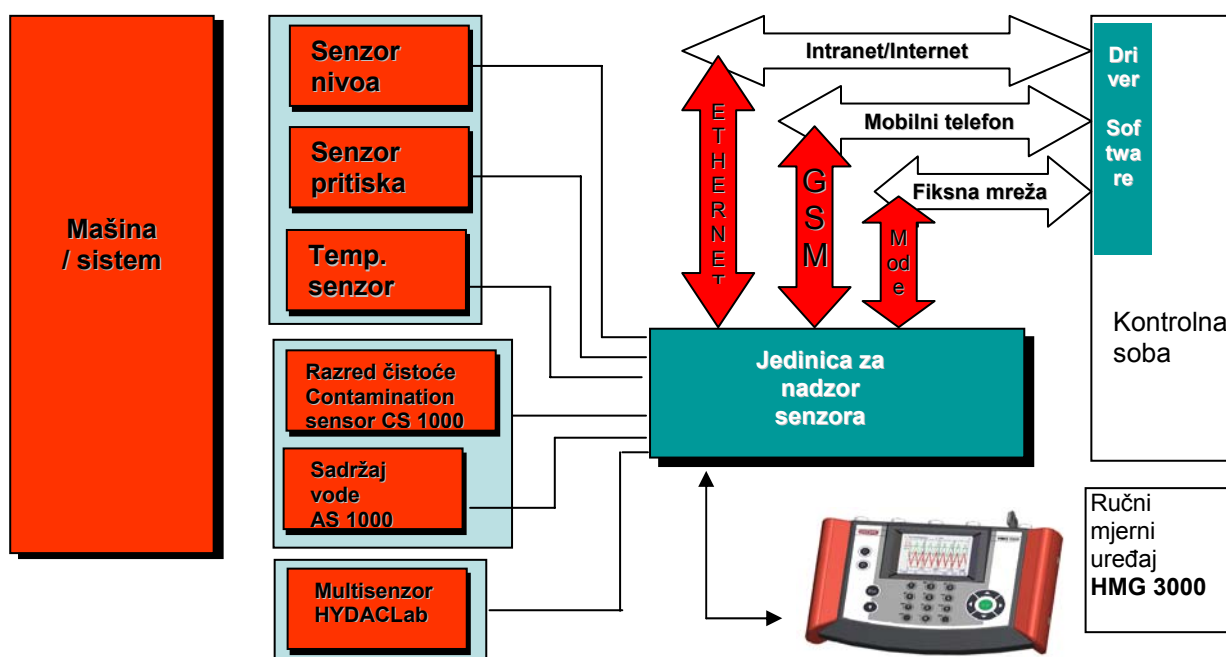 Mašina
/ sistem
Senzor
nivoa
Senzor
pritiska
Temp.
senzor
Razred čistoće
Contamination
sensor CS 1000
Sadržaj
vode
AS 1000
Multisenzor
HYDACLab
Intranet/Internet
Mobilni telefon
Fiksna mreža
ETHERNET
GSM
Mode
Jedinica za
nadzor
senzora
Dri
ver
Sof
twa
re
Kontrolna
soba
Ručni
mjerni
uređaj
HMG 3000